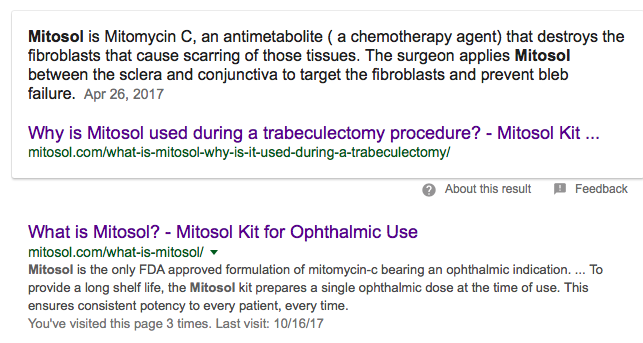 Mitosol is Mitomycin C, an antimetabolite ( a chemotherapy agent) that destroys the
fibroblasts that cause scarring of those tissues. The surgeon applies Mitosol
between the sclera and conjunctiva to target the fibroblasts and prevent bleb
failure. Apr 26, 2017
Why is Mitosol used during a trabeculectomy procedure? - Mitosol Kit ...
mitosol.com/what-is-mitosol-why-is-it-used-during-a-trabeculectomy/
About this result Feedback
What is Mitosol? - Mitosol Kit for Ophthalmic Use
mitosol.com/what-is-mitosol/
Mitosol is the only FDA approved formulation of mitomycin-c bearing an ophthalmic indication. ... To
provide a long shelf life, the Mitosol kit prepares a single ophthalmic dose at the time of use. This
ensures consistent potency to every patient, every time.
You've visited this page 3 times. Last visit: 10/16/17